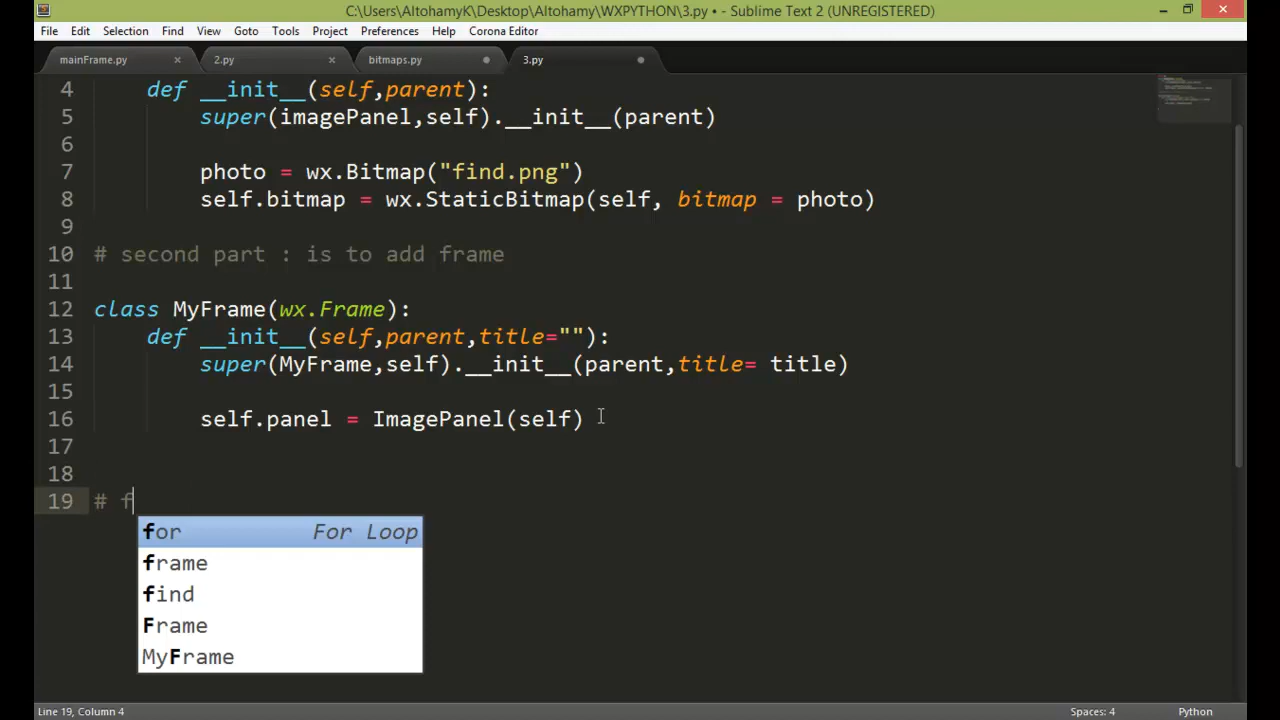 C:\Users\AltohamyK\Desktop\Altohamy\WXPYTHON\3.py • - Sublime Text 2 (UNREGISTERED)
File Edit Selection Find View Goto Tools Project Preferences Help Corona Editor
mainFrame.py × 2.py × bitmaps.py 3.py
4 def __init__(self,parent):
5 super(imagePanel,self).__init__(parent)
6
7 photo = wx.Bitmap("find.png")
8 self.bitmap = wx.StaticBitmap(self, bitmap = photo)
9
10 # second part : is to add frame
11
12 class MyFrame(wx.Frame):
13 def __init__(self,parent,title=""):
14 super(MyFrame,self).__init__(parent,title= title)
15
16 self.panel = ImagePanel(self)
17
18
19 # f
for For Loop
frame
find
Frame
MyFrame
Line 19, Column 4 Spaces: 4 Python